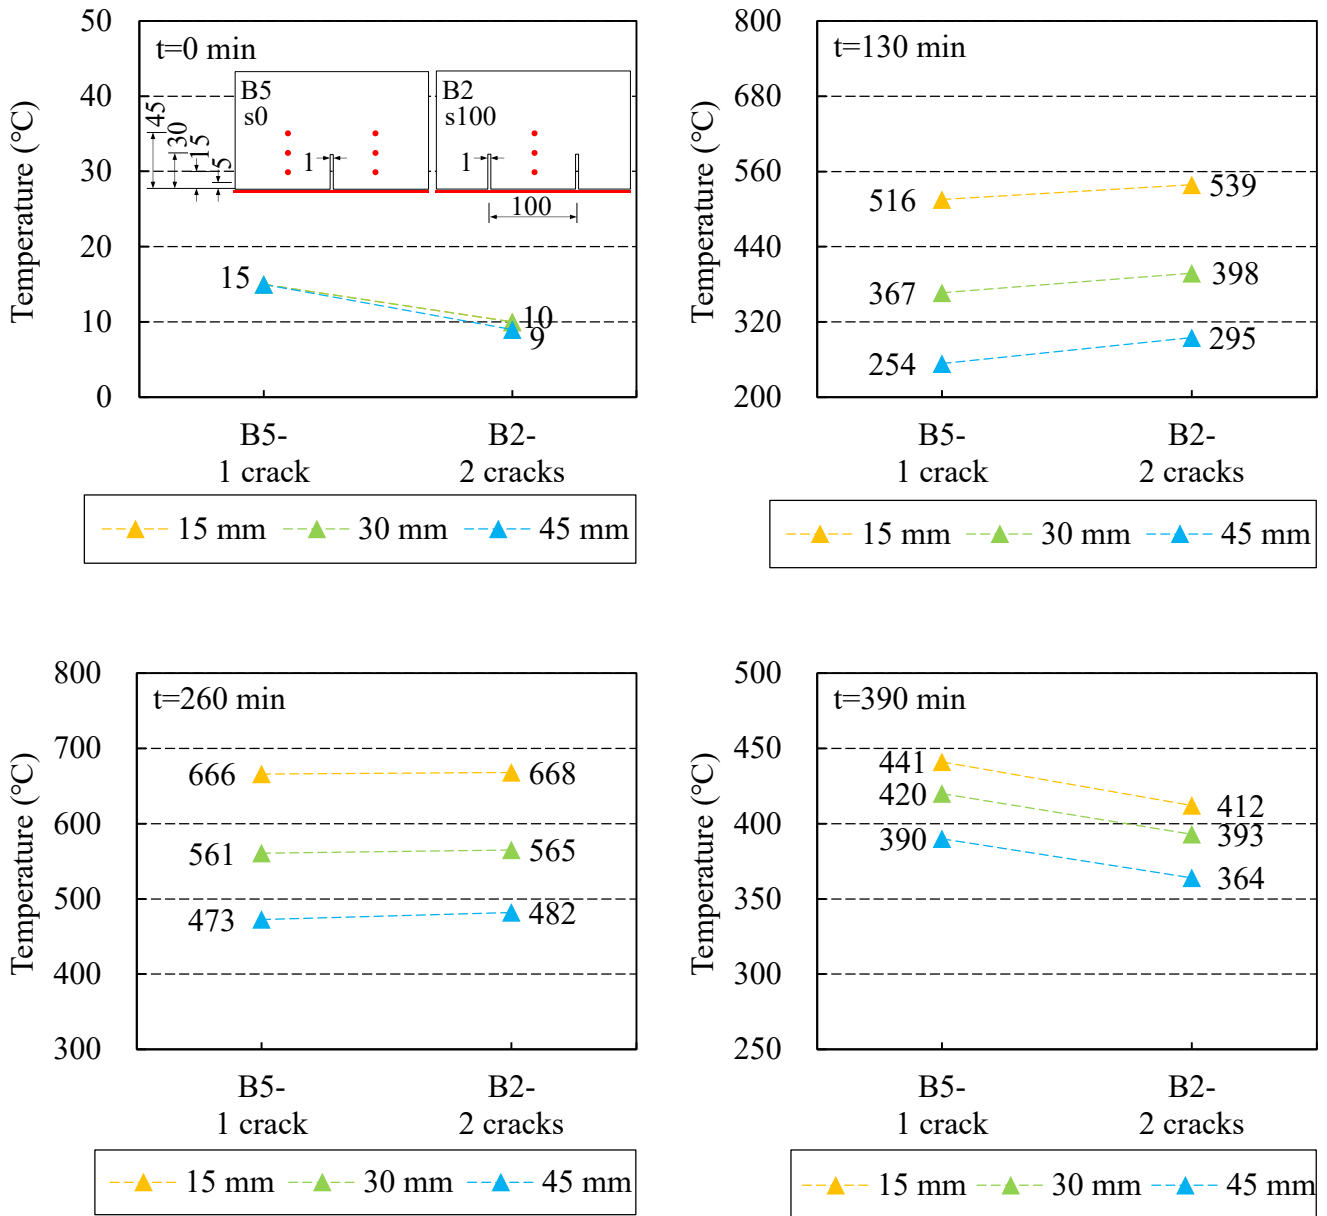 t=0 min
50
40
30
20
10
0
Temperature (°C)
B5
s0
B2
s100
45
30
15
5
1
1
100
15
10
9
B5-
1 crack
B2-
2 cracks
15 mm
30 mm
45 mm
t=130 min
800
680
560
440
320
200
Temperature (°C)
516
539
367
398
254
295
B5-
1 crack
B2-
2 cracks
15 mm
30 mm
45 mm
t=260 min
800
700
600
500
400
300
Temperature (°C)
666
668
561
565
473
482
B5-
1 crack
B2-
2 cracks
15 mm
30 mm
45 mm
t=390 min
500
450
400
350
300
250
Temperature (°C)
441
412
420
393
390
364
B5-
1 crack
B2-
2 cracks
15 mm
30 mm
45 mm